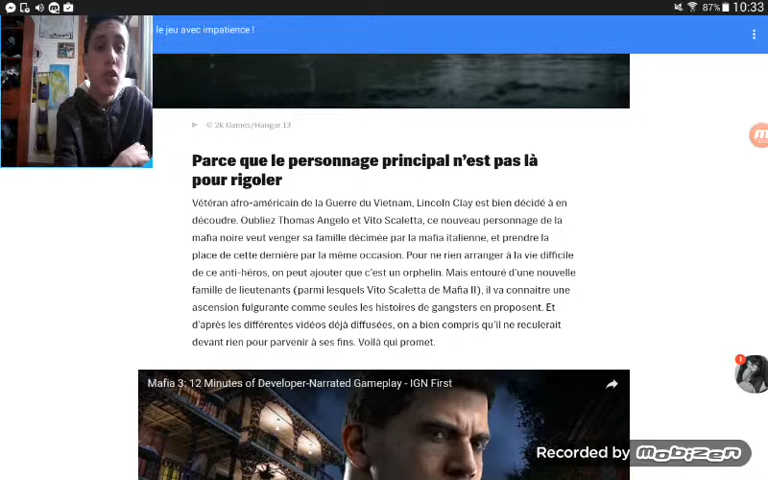 87% 10:33
le jeu avec impatience !
© 2K Games/Hangar 13
Parce que le personnage principal n'est pas là
pour rigoler
Vétéran afro-américain de la Guerre du Vietnam, Lincoln Clay est bien décidé à en
découdre. Oubliez Thomas Angelo et Vito Scaletta, ce nouveau personnage de la
mafia noire veut venger sa famille décimée par la mafia italienne, et prendre la
place de cette dernière par la même occasion. Pour ne rien arranger à la vie difficile
de ce anti-héros, on peut ajouter que c'est un orphelin. Mais entouré d'une nouvelle
famille de lieutenants (parmi lesquels Vito Scaletta de Mafia II), il va connaitre une
ascension fulgurante comme seules les histoires de gangsters en proposent. Et
d'après les différentes vidéos déjà diffusées, on a bien compris qu'il ne reculerait
devant rien pour parvenir à ses fins. Voilà qui promet.
1
Mafia 3: 12 Minutes of Developer-Narrated Gameplay - IGN First
Recorded by mobizen